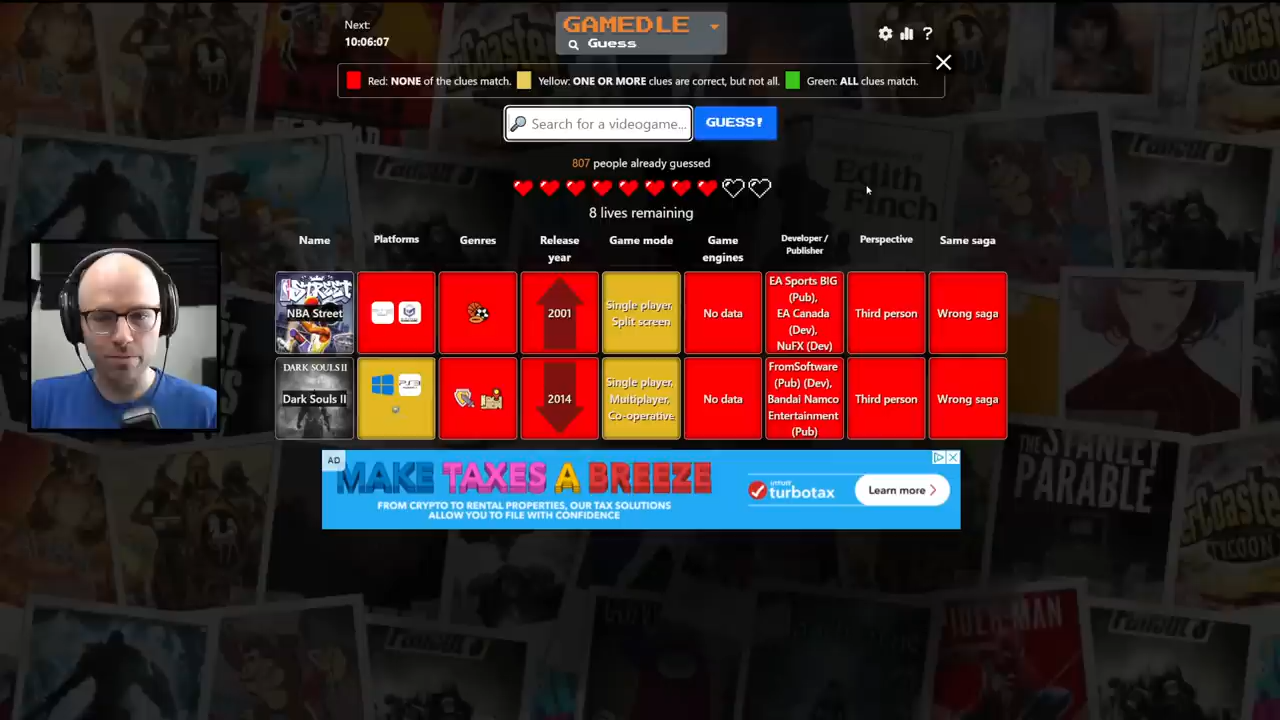 Next:
10:06:07
GAMEDLE
Guess
Red: NONE of the clues match. Yellow: ONE OR MORE clues are correct, but not all. Green: ALL clues match.
Search for a videogame...
GUESS!
807 people already guessed
8 lives remaining
Name
Platforms
Genres
Release
year
Game mode
Game
engines
Developer /
Publisher
Perspective
Same saga
STREET
NBA Street
2001
Single player,
Split screen
No data
EA Sports BIG
(Pub),
EA Canada
(Dev),
NuFX (Dev)
Third person
Wrong saga
DARK SOULS II
Dark Souls II
PS3
2014
Single player,
Multiplayer,
Co-operative
No data
FromSoftware
(Pub) (Dev),
Bandai Namco
Entertainment
(Pub)
Third person
Wrong saga
AD
MAKE TAXES A BREEZE
FROM CRYPTO TO RENTAL PROPERTIES, OUR TAX SOLUTIONS
ALLOW YOU TO FILE WITH CONFIDENCE
INTUIT
turbotax
Learn more
Edith
Finch
THE STANLEY
PARABLE
Coaster
TYCOON